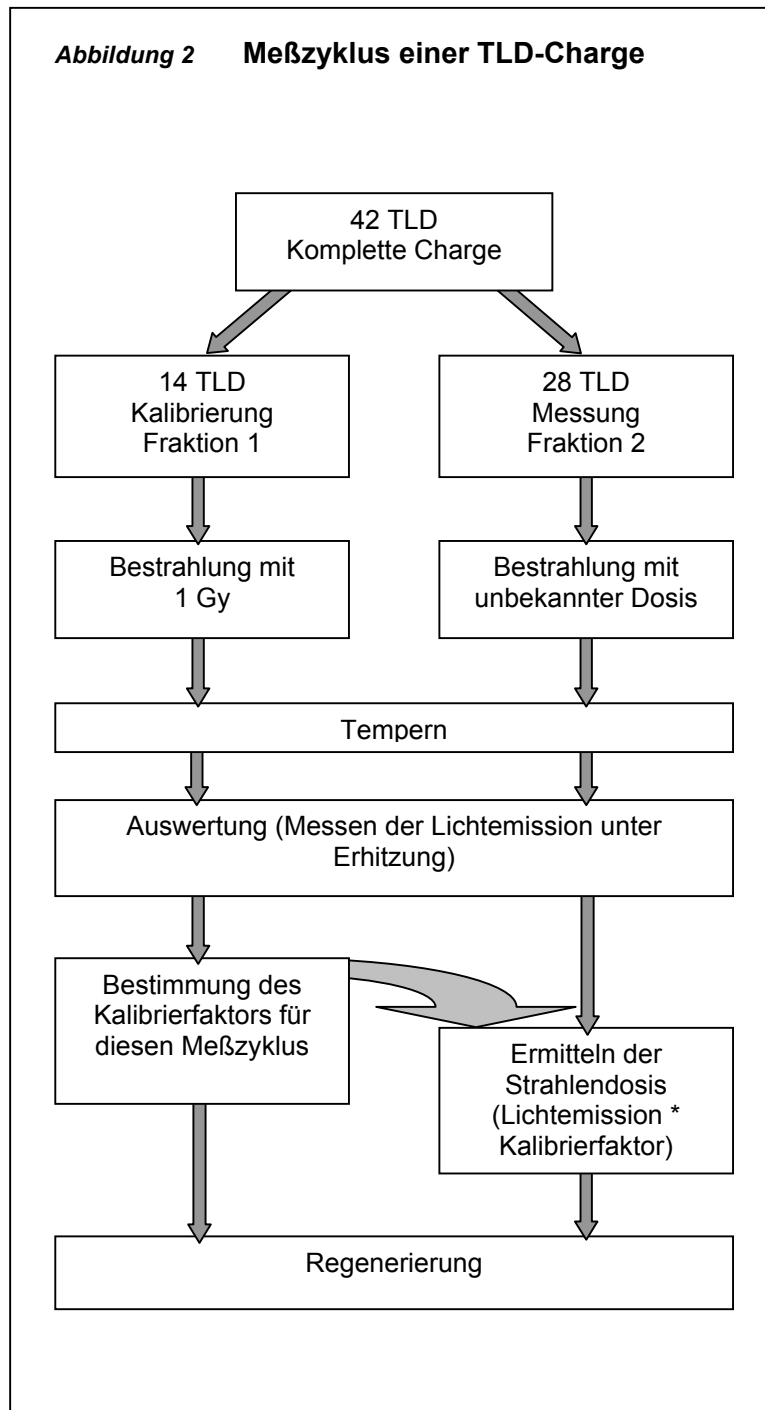 Abbildung 2 Meßzyklus einer TLD-Charge
42 TLD
Komplette Charge
14 TLD
Kalibrierung
Fraktion 1
28 TLD
Messung
Fraktion 2
Bestrahlung mit
1 Gy
Bestrahlung mit
unbekannter Dosis
Tempern
Auswertung (Messen der Lichtemission unter
Erhitzung)
Bestimmung des
Kalibrierfaktors für
diesen Meßzyklus
Ermitteln der
Strahlendosis
(Lichtemission *
Kalibrierfaktor)
Regenerierung